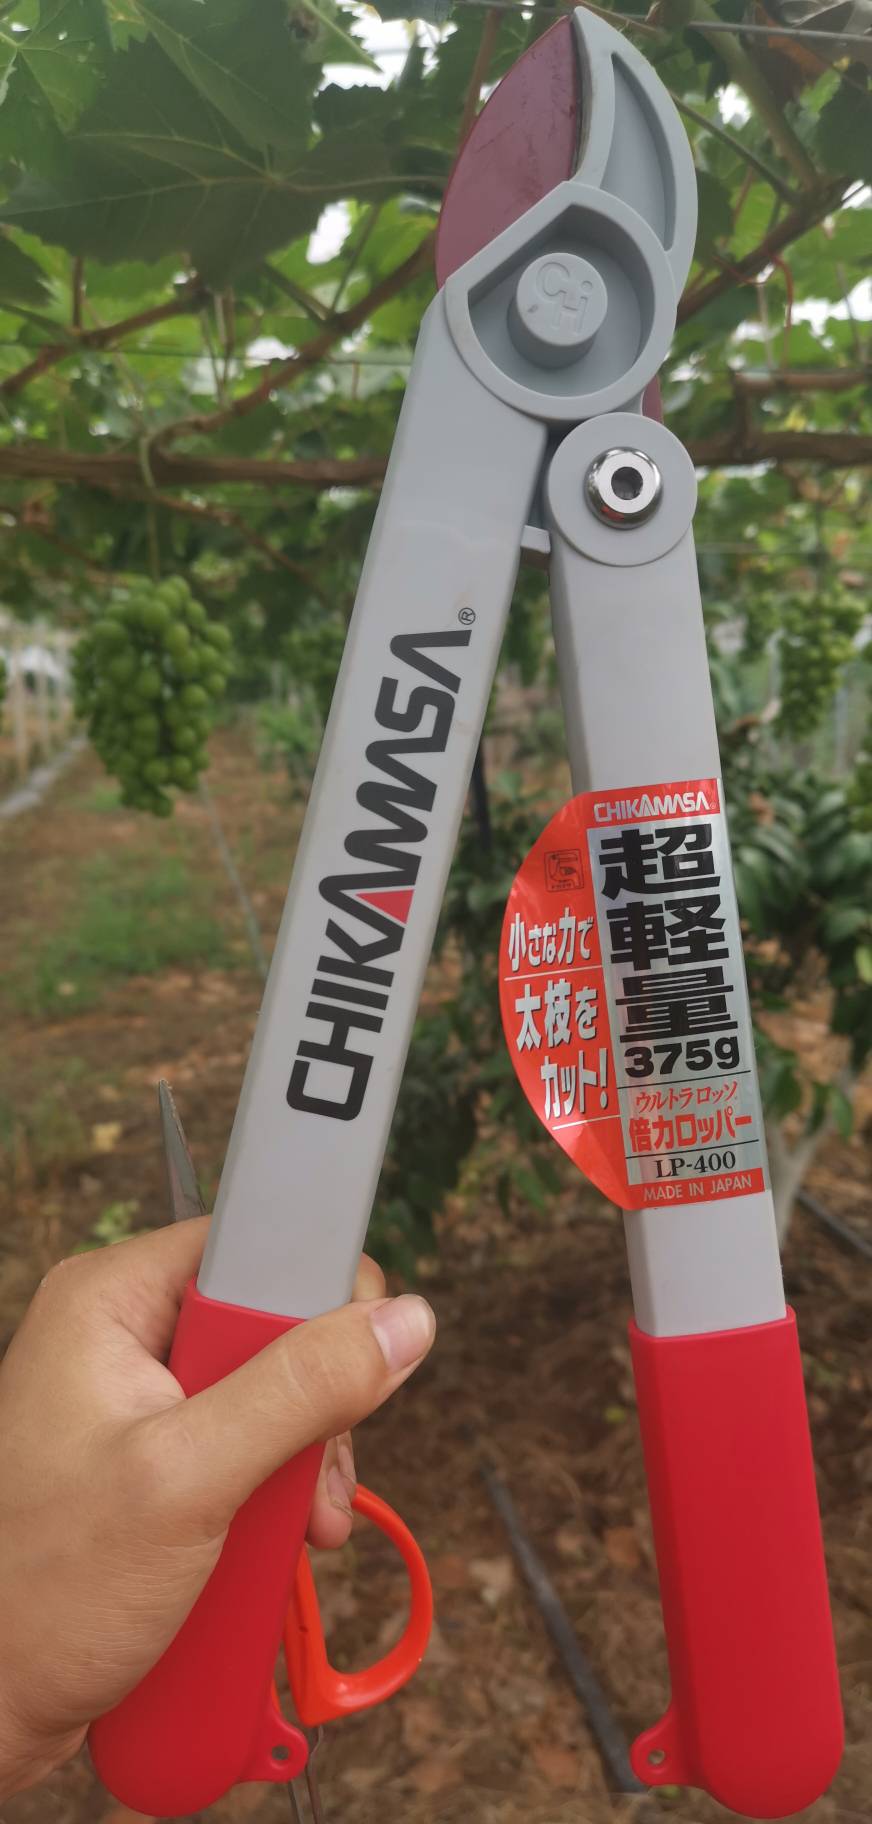 CHi
CHIKAMASA®
CHIKAMASA®
超軽量
375g
小さな力で
太枝を
カット!
ウルトラロッソ
倍力ロッパー
LP-400
MADE IN JAPAN